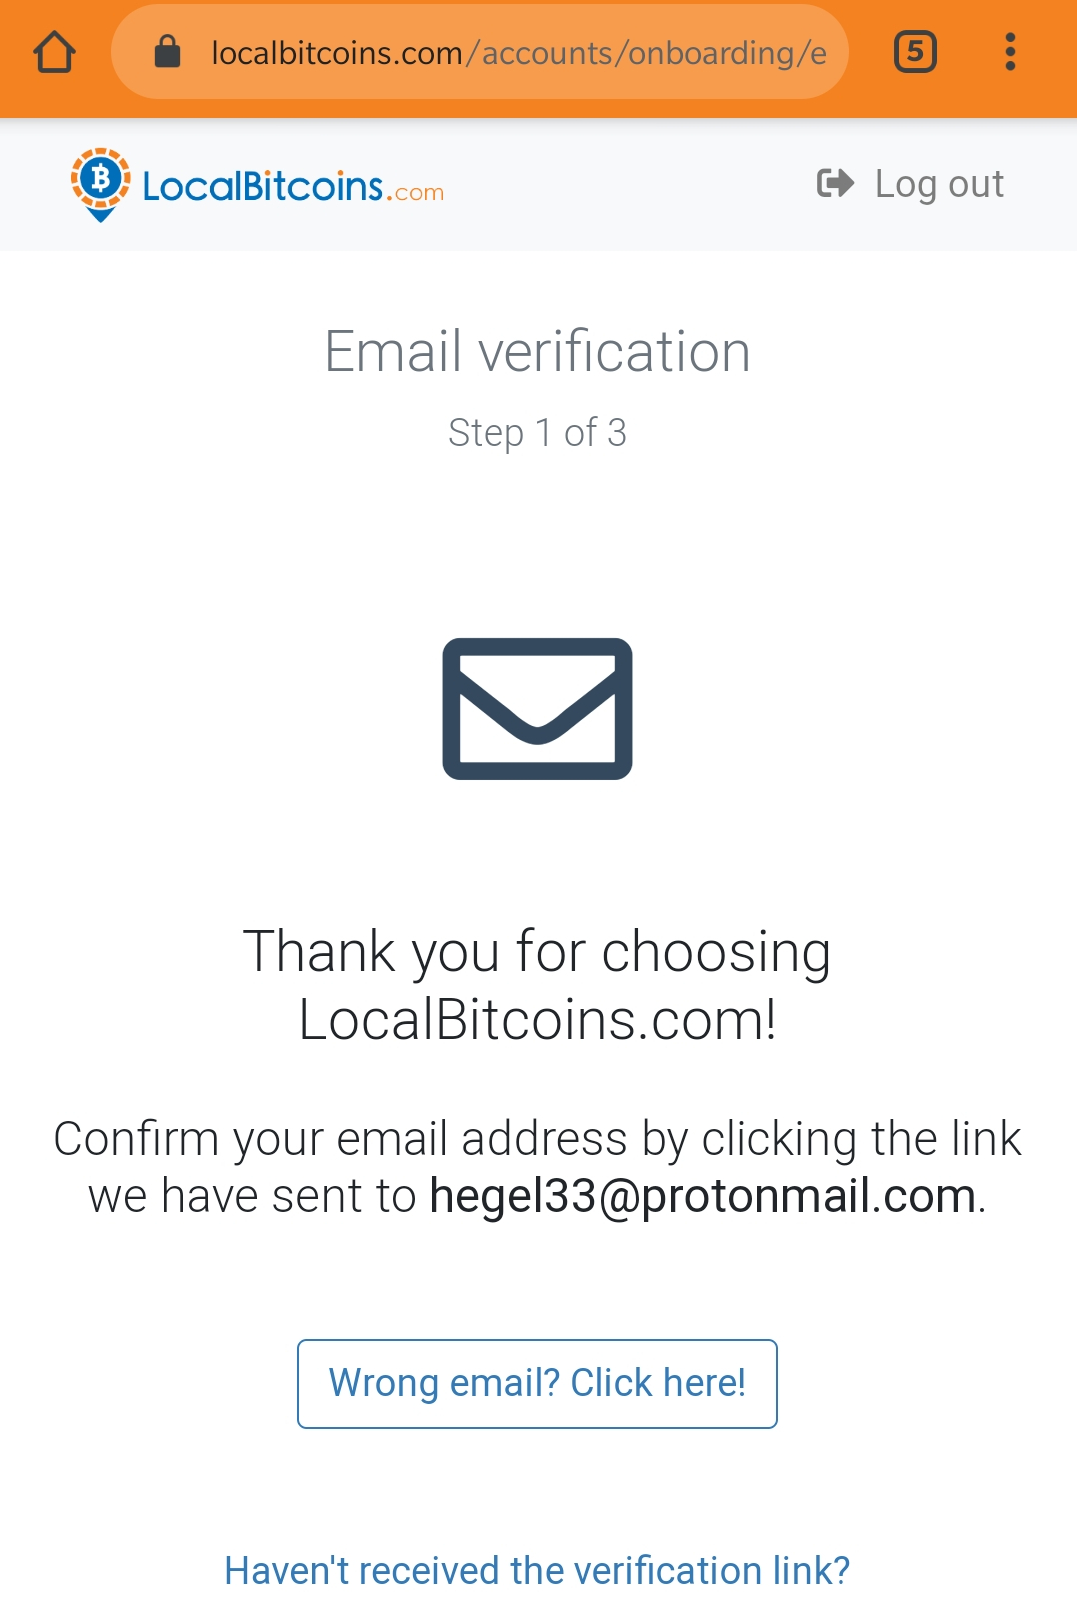 localbitcoins.com/accounts/onboarding/e
5
LocalBitcoins.com
Log out
Email verification
Step 1 of 3
Thank you for choosing
LocalBitcoins.com!
Confirm your email address by clicking the link
we have sent to hegel33@protonmail.com.
Wrong email? Click here!
Haven't received the verification link?